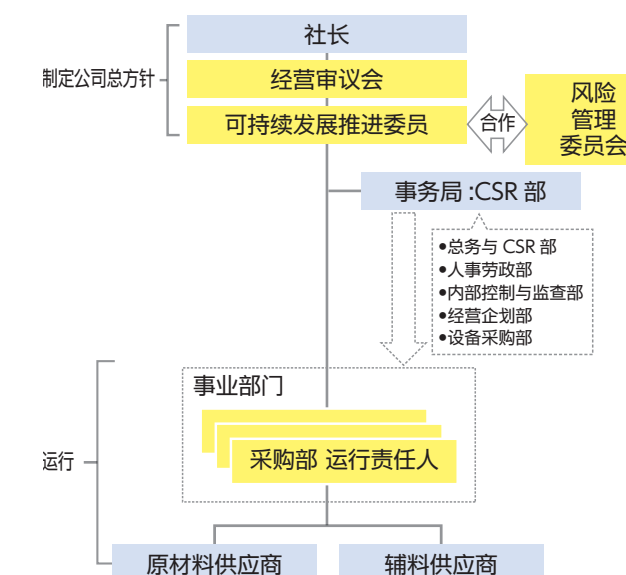 社长
制定公司总方针
经营审议会
可持续发展推进委员
合作
风险
管理
委员会
事务局:CSR 部
•总务与 CSR 部
•人事劳政部
•内部控制与监查部
•经营企划部
•设备采购部
事业部门
采购部 运行责任人
运行
原材料供应商
辅料供应商